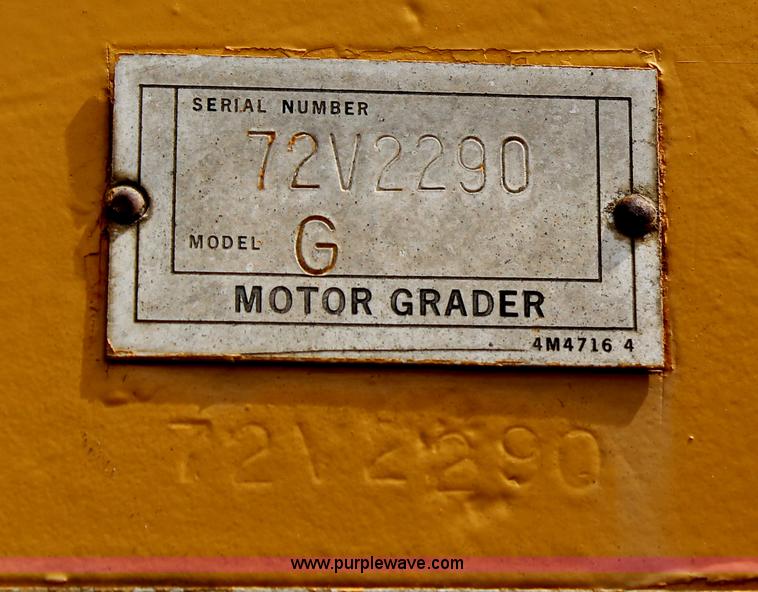 SERIAL NUMBER
72V2290
MODEL G
MOTOR GRADER
4M4716 4
72V2290
www.purplewave.com